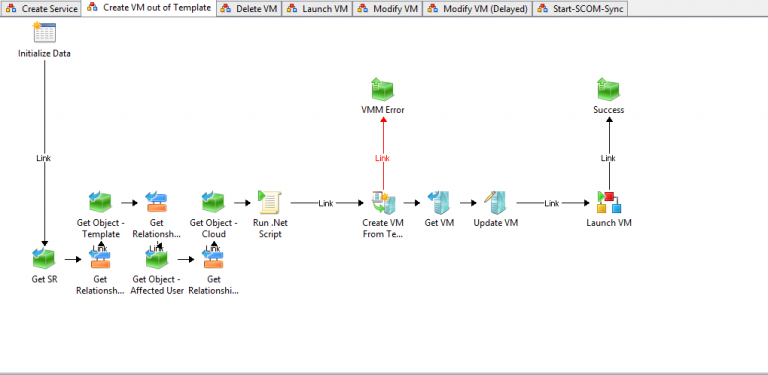 Create Service
Create VM out of Template
Delete VM
Launch VM
Modify VM
Modify VM (Delayed)
Start-SCOM-Sync
Initialize Data
VMM Error
Success
Link
Link
Link
Get Object -
Template
Get
Relationsh...
Get Object -
Cloud
Run .Net
Script
Link
Create VM
From Te...
Get VM
Update VM
Link
Launch VM
Link
Link
Link
Get SR
Get
Relationsh...
Get Object -
Affected User
Get
Relationshi...